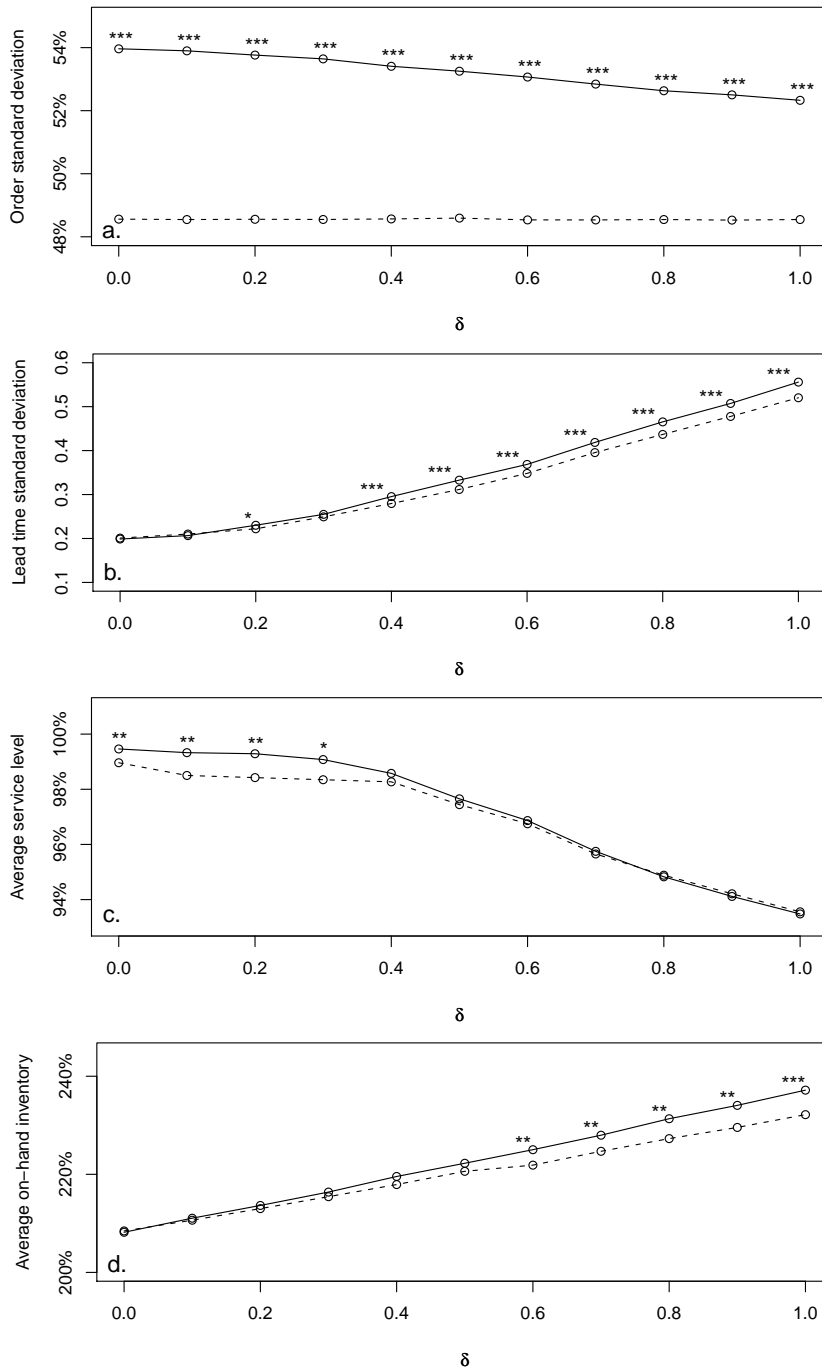 Order standard deviation
54%
52%
50%
48%
*** *** *** *** *** *** *** *** *** *** ***
a.
0.0 0.2 0.4 0.6 0.8 1.0
δ
Lead time standard deviation
0.6
0.5
0.4
0.3
0.2
0.1
* *** *** *** *** *** *** ***
b.
0.0 0.2 0.4 0.6 0.8 1.0
δ
Average service level
100%
98%
96%
94%
** ** ** *
c.
0.0 0.2 0.4 0.6 0.8 1.0
δ
Average on−hand inventory
240%
220%
200%
** ** ** ** ***
d.
0.0 0.2 0.4 0.6 0.8 1.0
δ